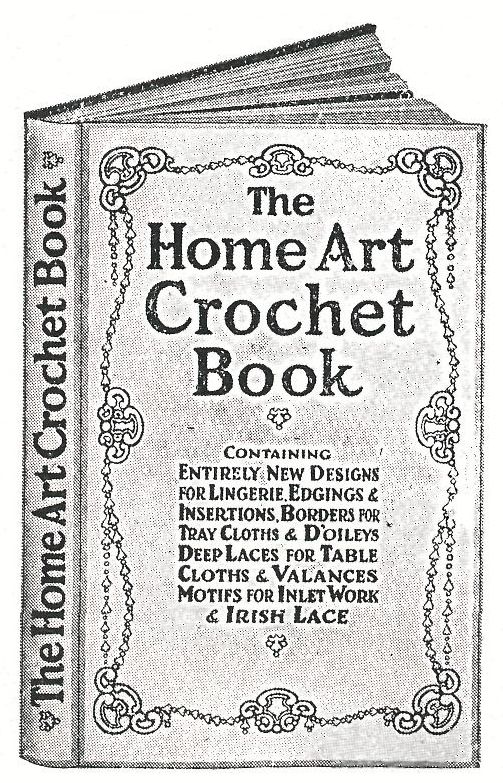 The Home Art Crochet Book
The
Home Art
Crochet
Book
CONTAINING
ENTIRELY NEW DESIGNS
FOR LINGERIE, EDGINGS &
INSERTIONS, BORDERS FOR
TRAY CLOTHS & D'OILEYS
DEEP LACES FOR TABLE
CLOTHS & VALANCES
MOTIFS FOR INLET WORK
& IRISH LACE